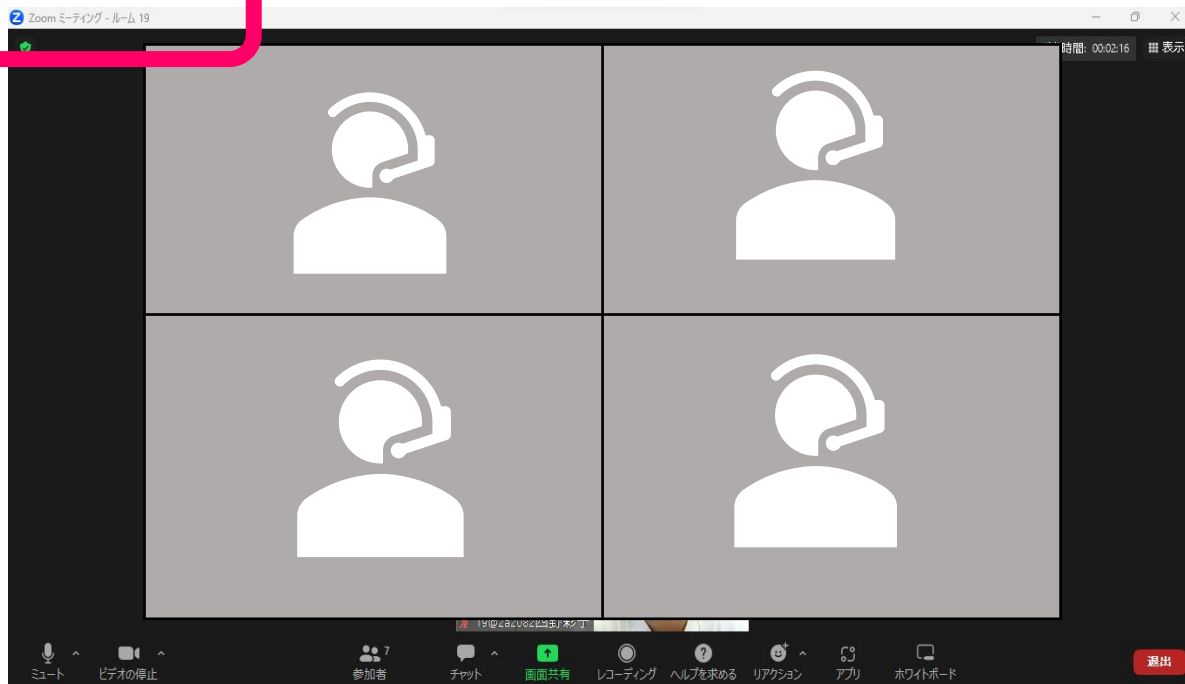 Zoom ミーティング - ルーム 19
時間: 00:02:16
表示
ミュート
ビデオの停止
参加者
7
チャット
画面共有
レコーディング
ヘルプを求める
リアクション
アプリ
ホワイトボード
退出